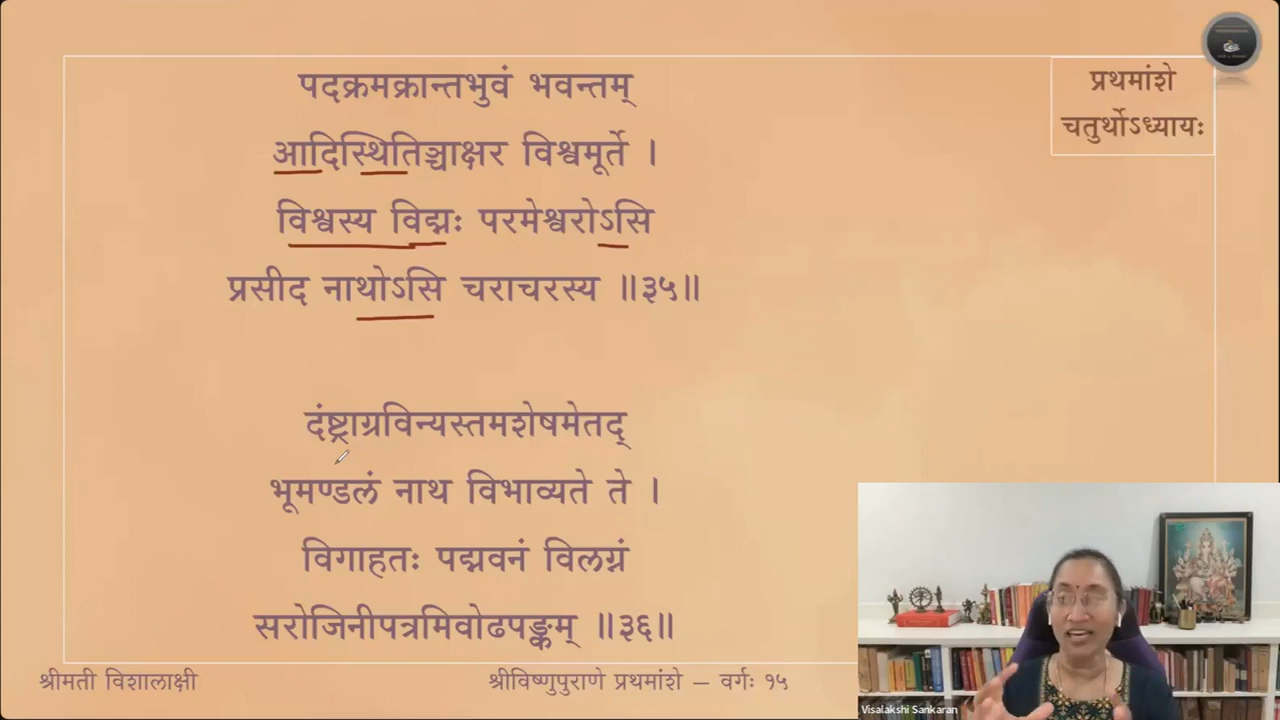 पदक्रमक्रान्तभुवं भवन्तम्
आदिस्थितिञ्चाक्षर विश्वमूर्ते ।
विश्वस्य विद्मः परमेश्वरोऽसि
प्रसीद नाथोऽसि चराचरस्य ॥३५॥
दंष्ट्राग्रविन्यस्तमशेषमेतद्
भूमण्डलं नाथ विभाव्यते ते ।
विगाहतः पद्मवनं विलग्नं
सरोजिनीपत्रमिवोढपङ्कम् ॥३६॥
प्रथमांशे
चतुर्थोऽध्यायः
श्रीमती विशालाक्षी
श्रीविष्णुपुराणे प्रथमांशे – वर्गः १५
Visalakshi Sankaran